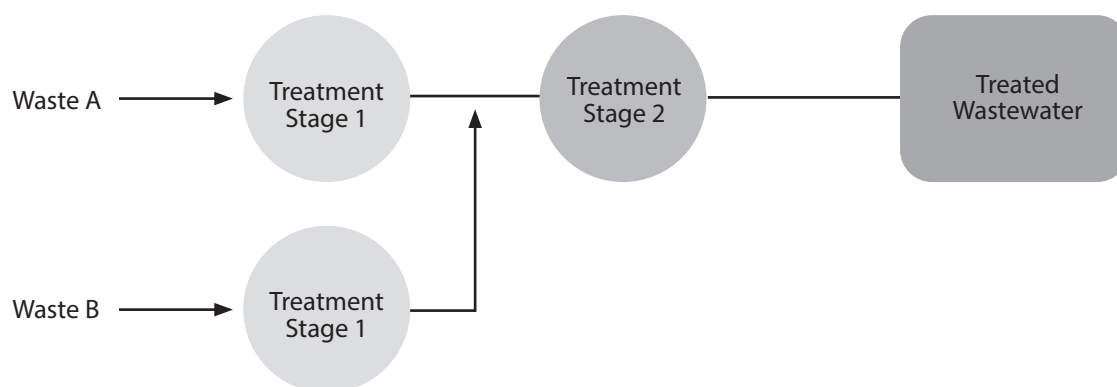 Waste A
Treatment
Stage 1
Treatment
Stage 2
Treated
Wastewater
Waste B
Treatment
Stage 1